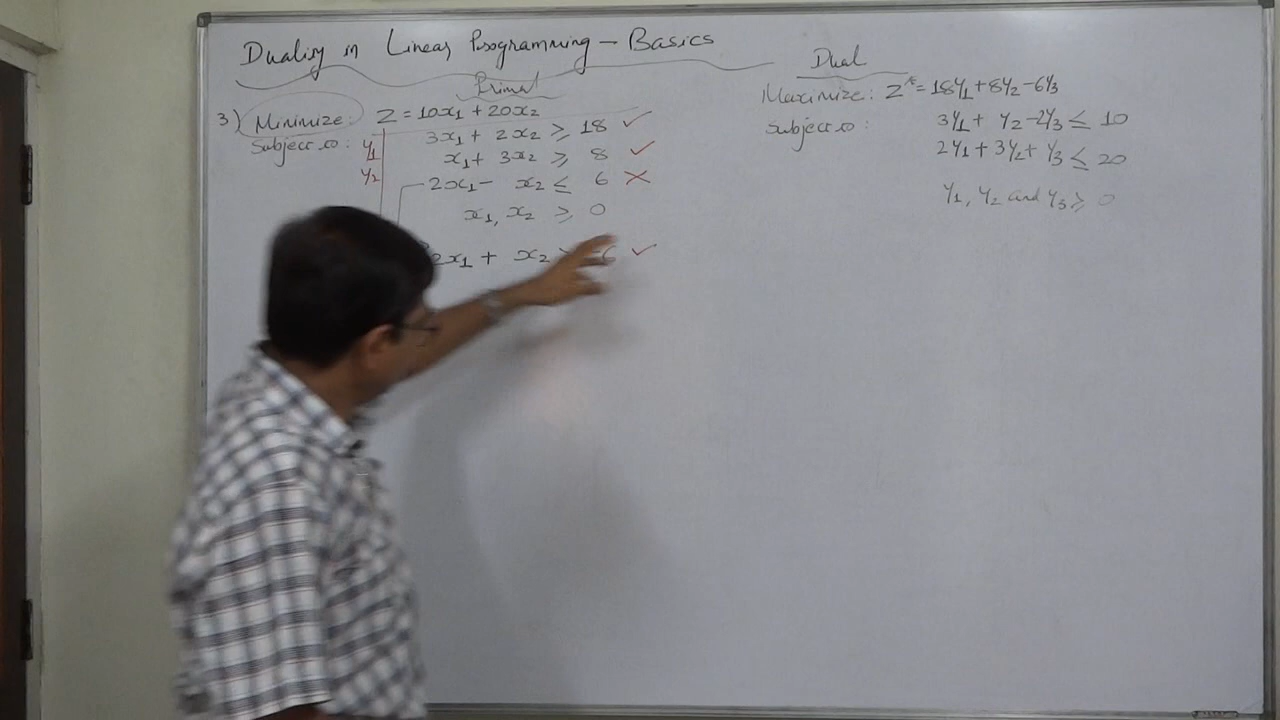 Duality in Linear Programming – Basics
Primal
3) Minimize: Z = 10x₁ + 20x₂
Subject to:
y₁ 3x₁ + 2x₂ ≥ 18 ✓
y₂ x₁ + 3x₂ ≥ 8 ✓
2x₁ - x₂ ≤ 6 ✗
x₁, x₂ ≥ 0
2x₁ + x₂ ✓
Dual
Maximize: Z* = 18y₁ + 8y₂ - 6y₃
Subject to: 3y₁ + y₂ - 2y₃ ≤ 10
2y₁ + 3y₂ + y₃ ≤ 20
y₁, y₂ and y₃ ≥ 0